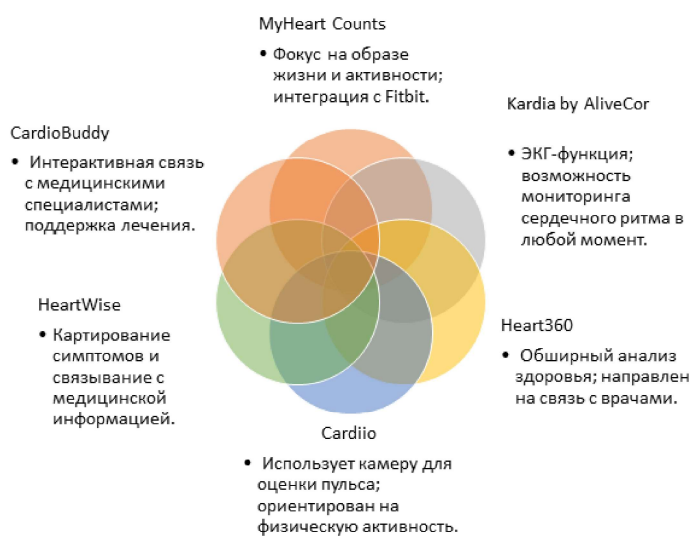 MyHeart Counts
• Фокус на образе
жизни и активности;
интеграция с Fitbit.
Kardia by AliveCor
• ЭКГ-функция;
возможность
мониторинга
сердечного ритма в
любой момент.
Heart360
• Обширный анализ
здоровья; направлен
на связь с врачами.
Cardiio
• Использует камеру для
оценки пульса;
ориентирован на
физическую активность.
HeartWise
• Картирование
симптомов и
связывание с
медицинской
информацией.
CardioBuddy
• Интерактивная связь
с медицинскими
специалистами;
поддержка лечения.